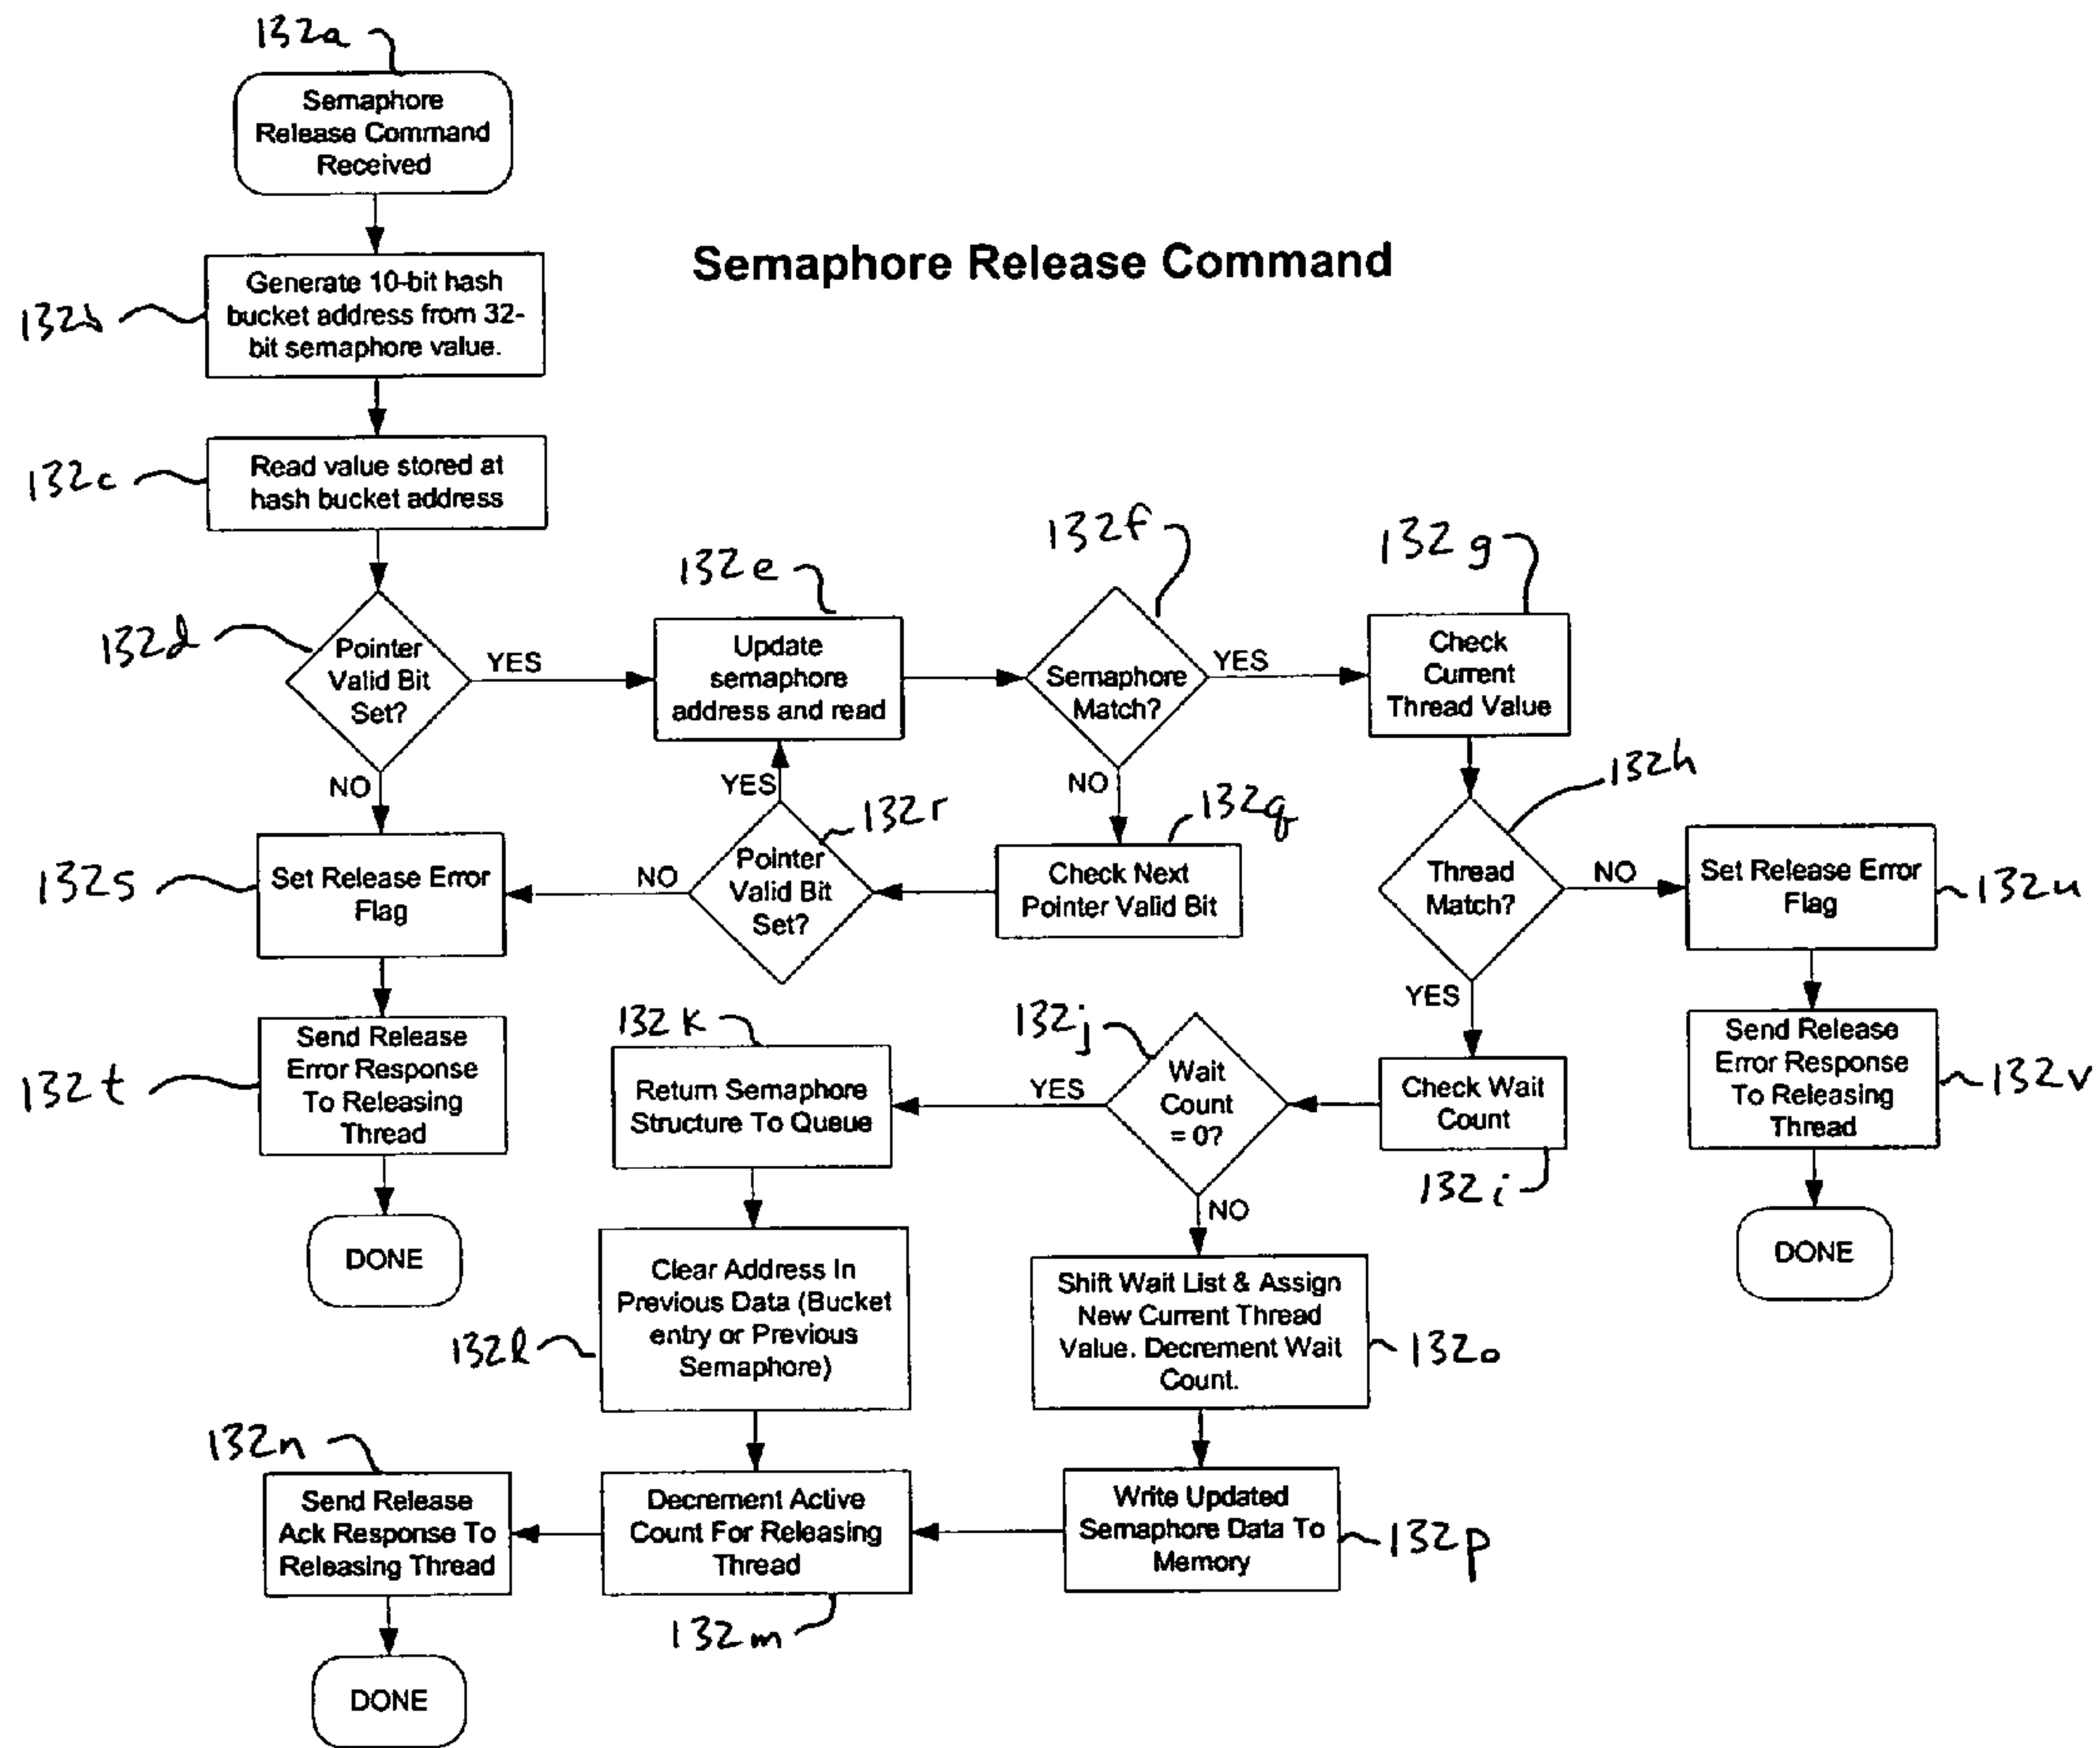 132a
Semaphore
Release Command
Received
Semaphore Release Command
132b
Generate 10-bit hash
bucket address from 32-
bit semaphore value.
132c
Read value stored at
hash bucket address
132d
Pointer
Valid Bit
Set?
YES
NO
132e
Update
semaphore
address and read
132f
Semaphore
Match?
YES
NO
132g
Check
Current
Thread Value
132h
Thread
Match?
NO
YES
132q
Check Next
Pointer Valid Bit
132r
Pointer
Valid Bit
Set?
YES
NO
132s
Set Release Error
Flag
132t
Send Release
Error Response
To Releasing
Thread
DONE
Set Release Error
Flag
132u
Send Release
Error Response
To Releasing
Thread
132v
DONE
Check Wait
Count
132i
132j
Wait
Count
= 0?
YES
NO
132k
Return Semaphore
Structure To Queue
132l
Clear Address In
Previous Data (Bucket
entry or Previous
Semaphore)
Shift Wait List & Assign
New Current Thread
Value. Decrement Wait
Count.
132o
Write Updated
Semaphore Data To
Memory
132p
Decrement Active
Count For Releasing
Thread
132m
132n
Send Release
Ack Response To
Releasing Thread
DONE